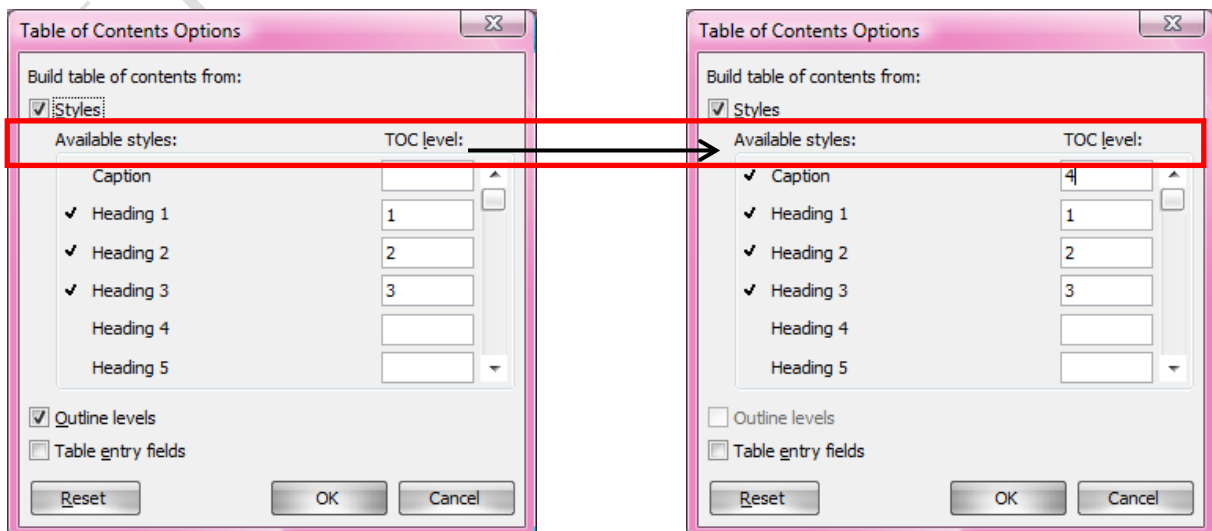 Table of Contents Options
Build table of contents from:
Styles
Available styles: TOC level:
Caption
Heading 1 1
Heading 2 2
Heading 3 3
Heading 4
Heading 5
Outline levels
Table entry fields
Reset OK Cancel
Table of Contents Options
Build table of contents from:
Styles
Available styles: TOC level:
Caption 4
Heading 1 1
Heading 2 2
Heading 3 3
Heading 4
Heading 5
Outline levels
Table entry fields
Reset OK Cancel